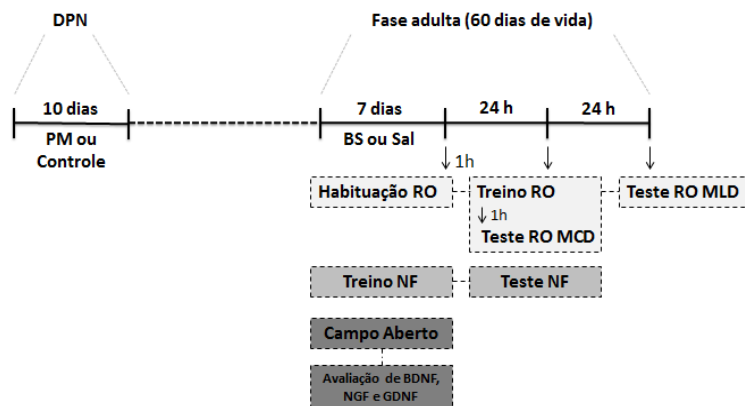 DPN
Fase adulta (60 dias de vida)
10 dias
7 dias
24 h
24 h
PM ou
Controle
BS ou Sal
1h
Habituação RO
Treino RO
1h
Teste RO MCD
Teste RO MLD
Treino NF
Teste NF
Campo Aberto
Avaliação de BDNF,
NGF e GDNF